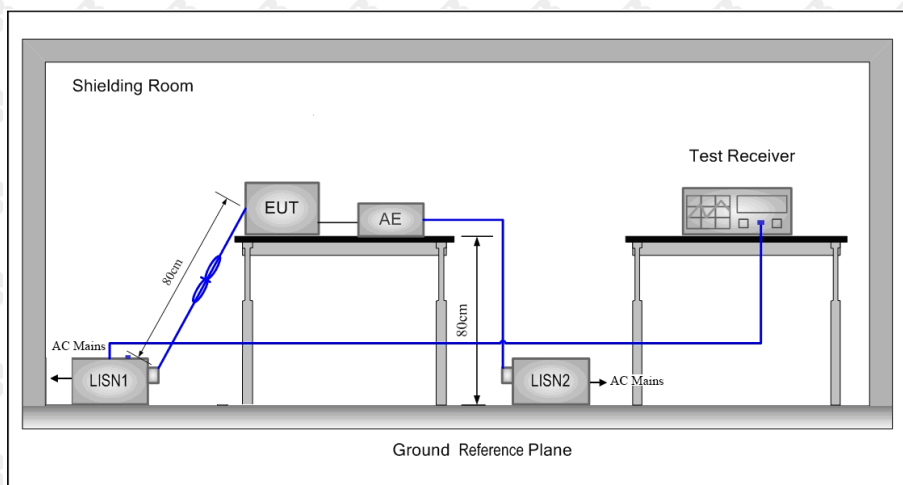 Shielding Room
Test Receiver
EUT
AE
80cm
80cm
AC Mains
LISN1
LISN2
AC Mains
Ground Reference Plane